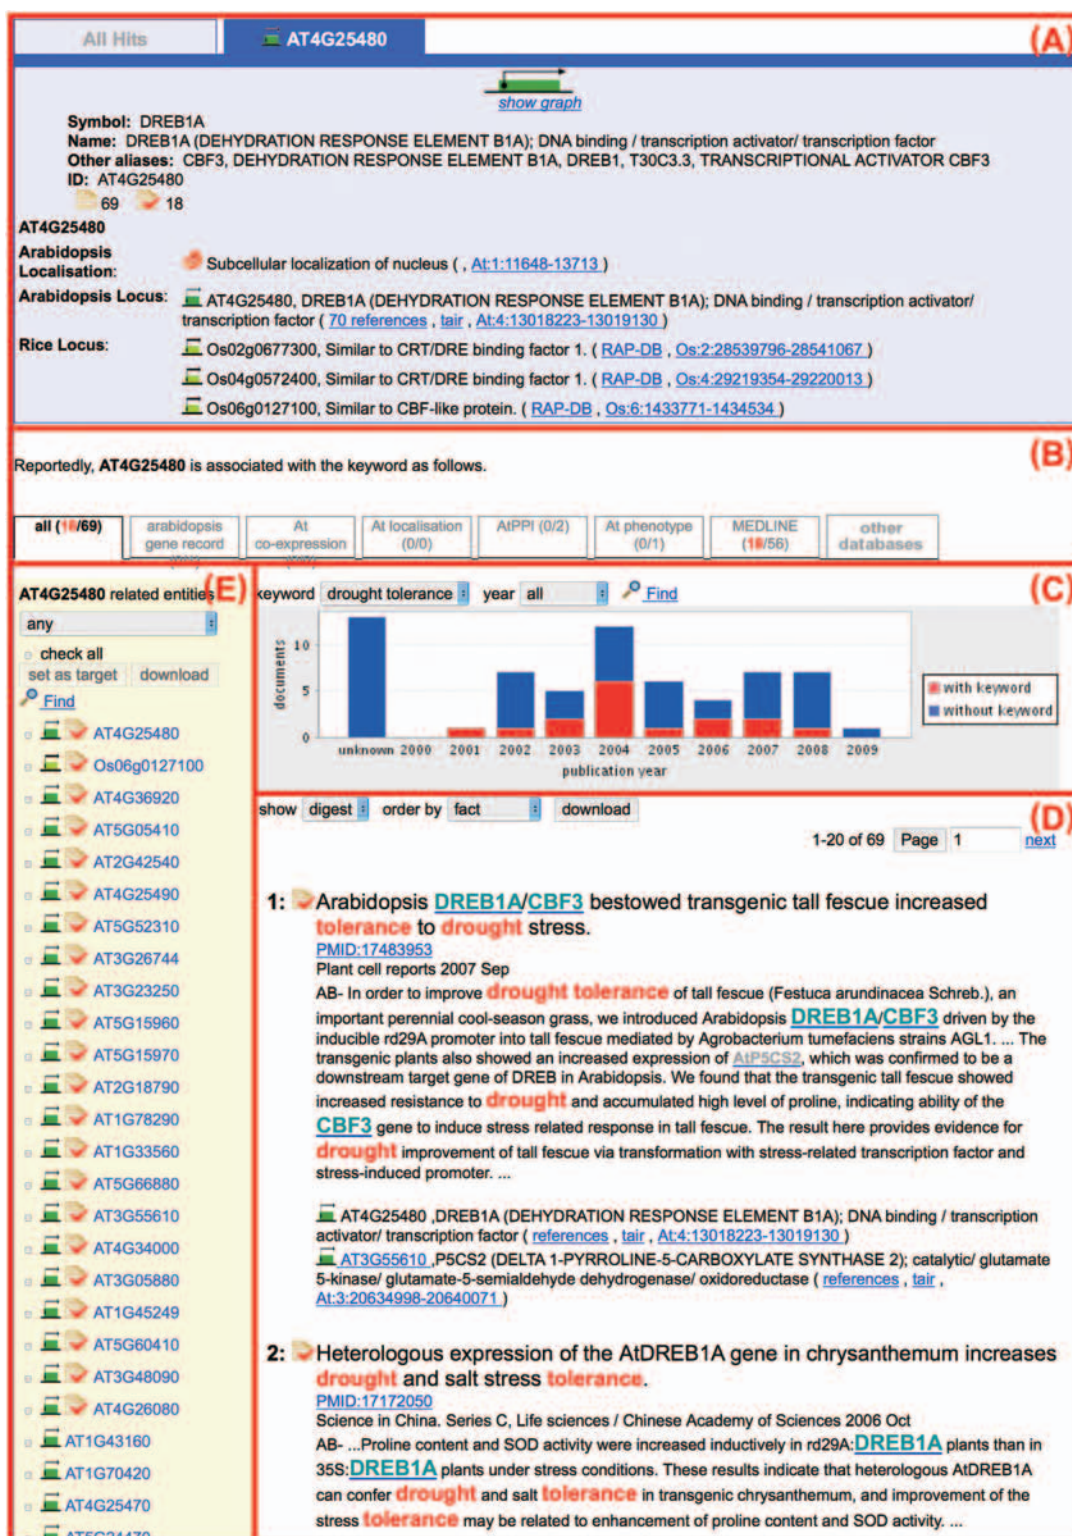 All Hits
AT4G25480
(A)
show graph
Symbol: DREB1A
Name: DREB1A (DEHYDRATION RESPONSE ELEMENT B1A); DNA binding / transcription activator/ transcription factor
Other aliases: CBF3, DEHYDRATION RESPONSE ELEMENT B1A, DREB1, T30C3.3, TRANSCRIPTIONAL ACTIVATOR CBF3
ID: AT4G25480
69 18
AT4G25480
Arabidopsis
Localisation:
Subcellular localization of nucleus ( , At:1:11648-13713 )
Arabidopsis Locus:
AT4G25480, DREB1A (DEHYDRATION RESPONSE ELEMENT B1A); DNA binding / transcription activator/
transcription factor ( 70 references , tair , At:4:13018223-13019130 )
Rice Locus:
Os02g0677300, Similar to CRT/DRE binding factor 1. ( RAP-DB , Os:2:28539796-28541067 )
Os04g0572400, Similar to CRT/DRE binding factor 1. ( RAP-DB , Os:4:29219354-29220013 )
Os06g0127100, Similar to CBF-like protein. ( RAP-DB , Os:6:1433771-1434534 )
(B)
Reportedly, AT4G25480 is associated with the keyword as follows.
all (18/69)
arabidopsis
gene record
At
co-expression
At localisation
(0/0)
AtPPI (0/2)
At phenotype
(0/1)
MEDLINE
(18/56)
other
databases
(E)
AT4G25480 related entities
any
check all
set as target download
Find
AT4G25480
Os06g0127100
AT4G36920
AT5G05410
AT2G42540
AT4G25490
AT5G52310
AT3G26744
AT3G23250
AT5G15960
AT5G15970
AT2G18790
AT1G78290
AT1G33560
AT5G66880
AT3G55610
AT4G34000
AT3G05880
AT1G45249
AT5G60410
AT3G48090
AT4G26080
AT1G43160
AT1G70420
AT4G25470
AT5G24470
(C)
keyword drought tolerance year all Find
documents
10
5
0
unknown 2000 2001 2002 2003 2004 2005 2006 2007 2008 2009
publication year
with keyword
without keyword
(D)
show digest order by fact download
1-20 of 69 Page 1 next
1: Arabidopsis DREB1A/CBF3 bestowed transgenic tall fescue increased
tolerance to drought stress.
PMID:17483953
Plant cell reports 2007 Sep
AB- In order to improve drought tolerance of tall fescue (Festuca arundinacea Schreb.), an
important perennial cool-season grass, we introduced Arabidopsis DREB1A/CBF3 driven by the
inducible rd29A promoter into tall fescue mediated by Agrobacterium tumefaciens strains AGL1. ... The
transgenic plants also showed an increased expression of AtP5CS2, which was confirmed to be a
downstream target gene of DREB in Arabidopsis. We found that the transgenic tall fescue showed
increased resistance to drought and accumulated high level of proline, indicating ability of the
CBF3 gene to induce stress related response in tall fescue. The result here provides evidence for
drought improvement of tall fescue via transformation with stress-related transcription factor and
stress-induced promoter. ...
AT4G25480 ,DREB1A (DEHYDRATION RESPONSE ELEMENT B1A); DNA binding / transcription
activator/ transcription factor ( references , tair , At:4:13018223-13019130 )
AT3G55610 ,P5CS2 (DELTA 1-PYRROLINE-5-CARBOXYLATE SYNTHASE 2); catalytic/ glutamate
5-kinase/ glutamate-5-semialdehyde dehydrogenase/ oxidoreductase ( references , tair ,
At:3:20634998-20640071 )
2: Heterologous expression of the AtDREB1A gene in chrysanthemum increases
drought and salt stress tolerance.
PMID:17172050
Science in China. Series C, Life sciences / Chinese Academy of Sciences 2006 Oct
AB- ...Proline content and SOD activity were increased inductively in rd29A:DREB1A plants than in
35S:DREB1A plants under stress conditions. These results indicate that heterologous AtDREB1A
can confer drought and salt tolerance in transgenic chrysanthemum, and improvement of the
stress tolerance may be related to enhancement of proline content and SOD activity. ...